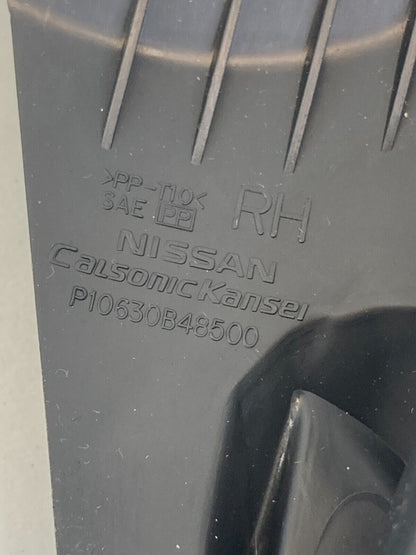 >PP-T10<
SAE PP RH
NISSAN
CalsonicKansei
P10630B48500